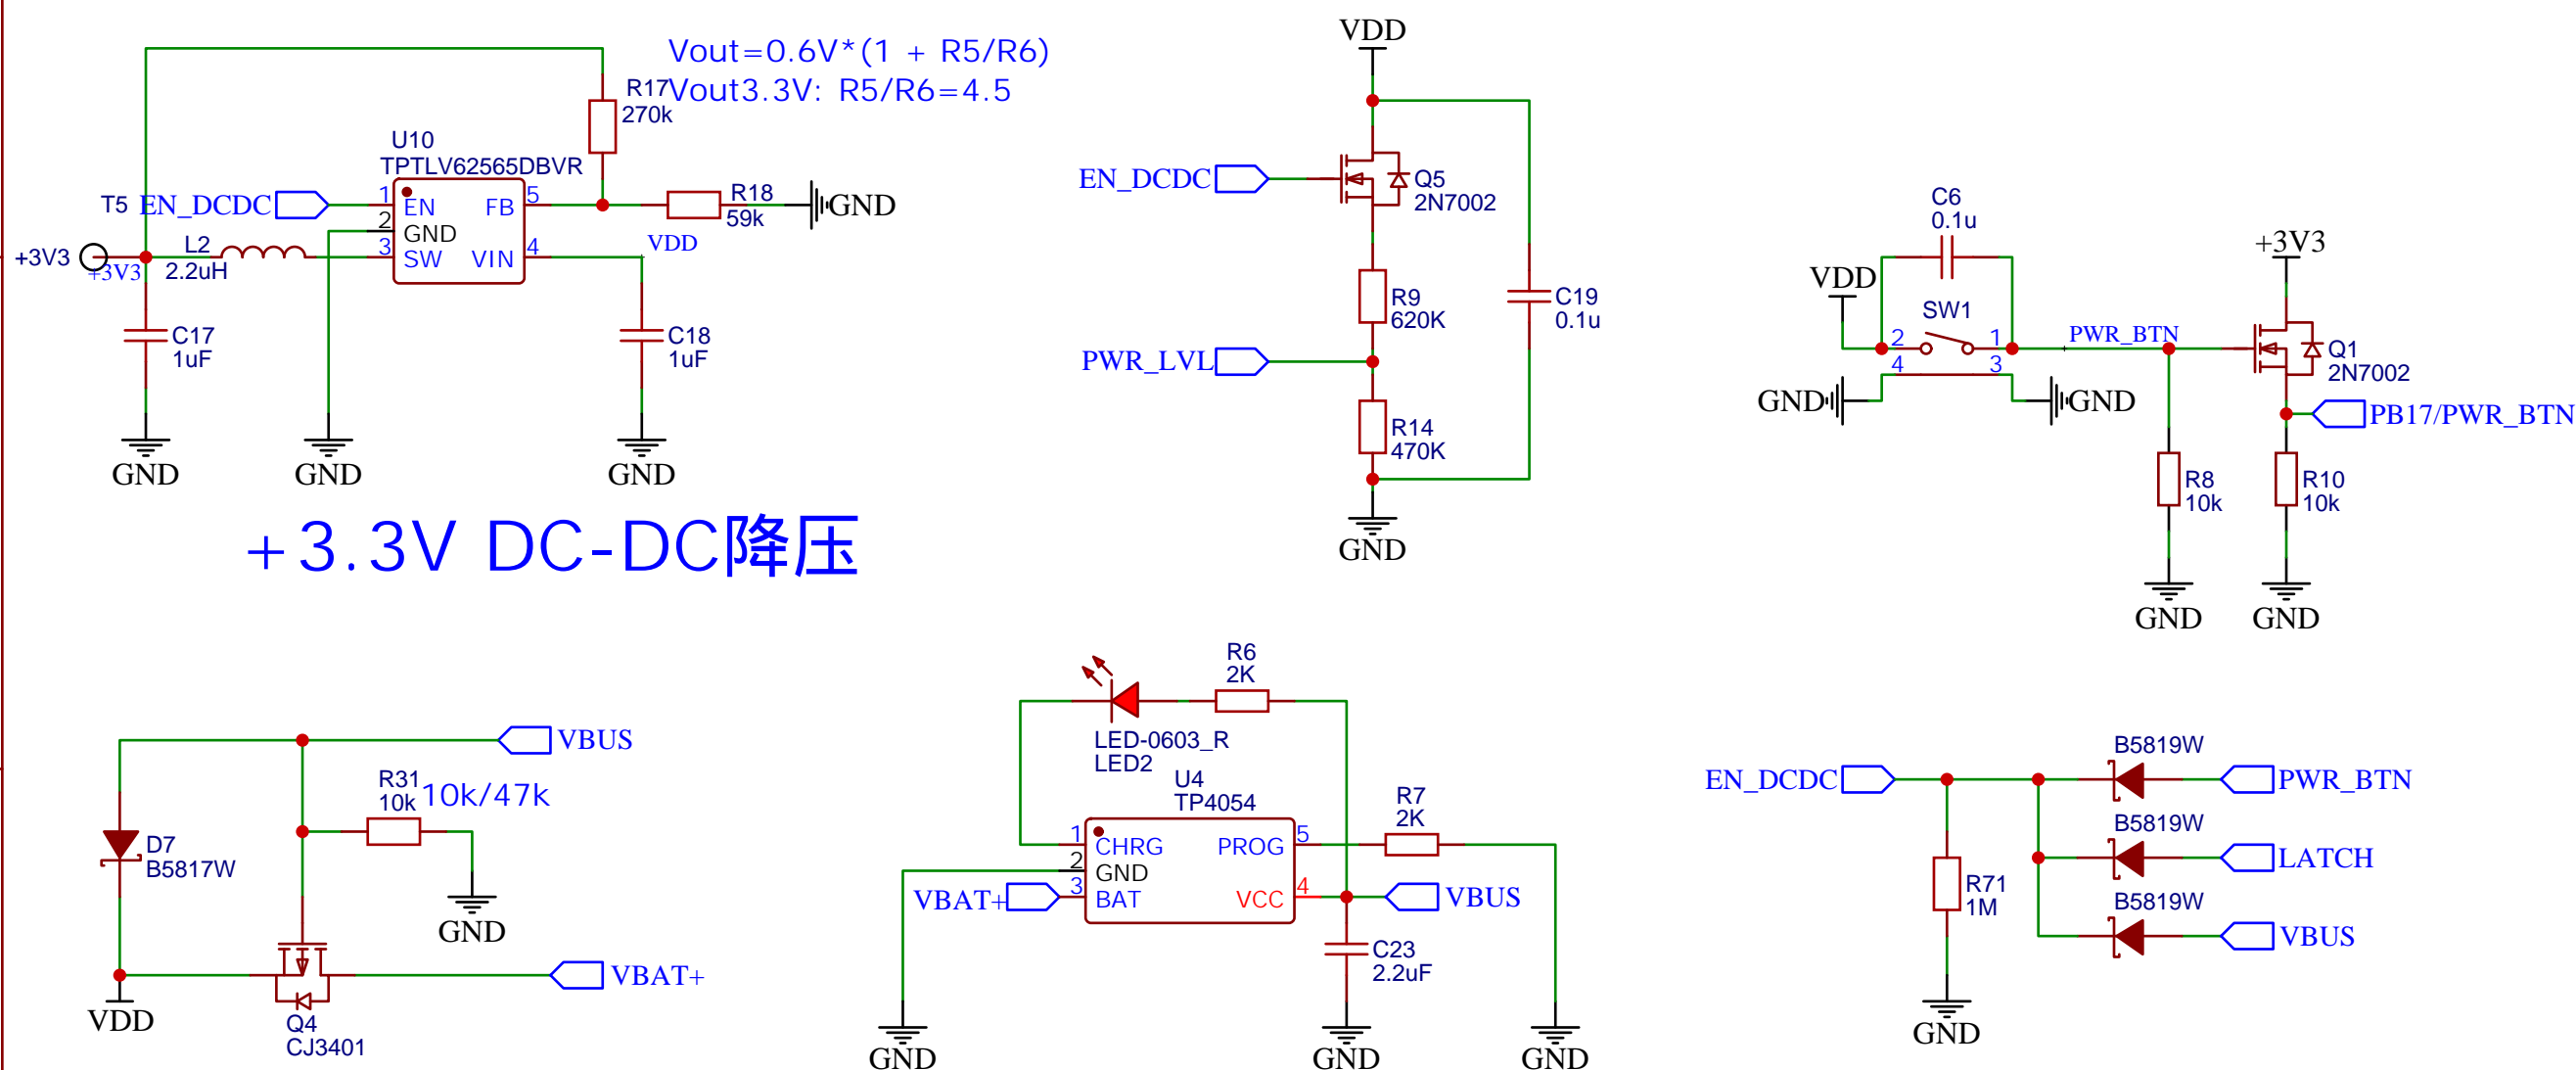 Vout=0.6V*(1 + R5/R6)
Vout3.3V: R5/R6=4.5
R17
270k
U10
TPTLV62565DBVR
T5
EN_DCDC
1
EN
2
GND
3
SW
5
FB
4
VIN
R18
59k
GND
VDD
+3V3
+3V3
L2
2.2uH
C17
1uF
C18
1uF
GND
GND
GND
+3.3V DC-DC降压
VDD
EN_DCDC
Q5
2N7002
R9
620K
C19
0.1u
PWR_LVL
R14
470K
GND
C6
0.1u
VDD
SW1
2
1
4
3
GND
GND
PWR_BTN
+3V3
Q1
2N7002
PB17/PWR_BTN
R8
10k
R10
10k
GND
GND
VBUS
R31
10k
10k/47k
D7
B5817W
GND
VBAT+
VDD
Q4
CJ3401
R6
2K
LED-0603_R
LED2
U4
TP4054
R7
2K
1
CHRG
2
GND
3
BAT
5
PROG
4
VCC
VBAT+
VBUS
C23
2.2uF
GND
GND
GND
B5819W
EN_DCDC
PWR_BTN
B5819W
LATCH
R71
1M
B5819W
VBUS
GND